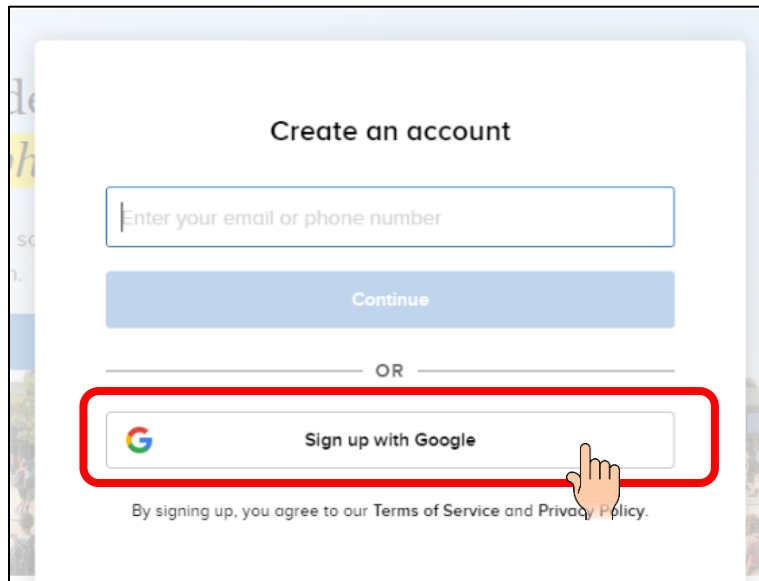 Create an account
Enter your email or phone number
Continue
OR
Sign up with Google
By signing up, you agree to our Terms of Service and Privacy Policy.